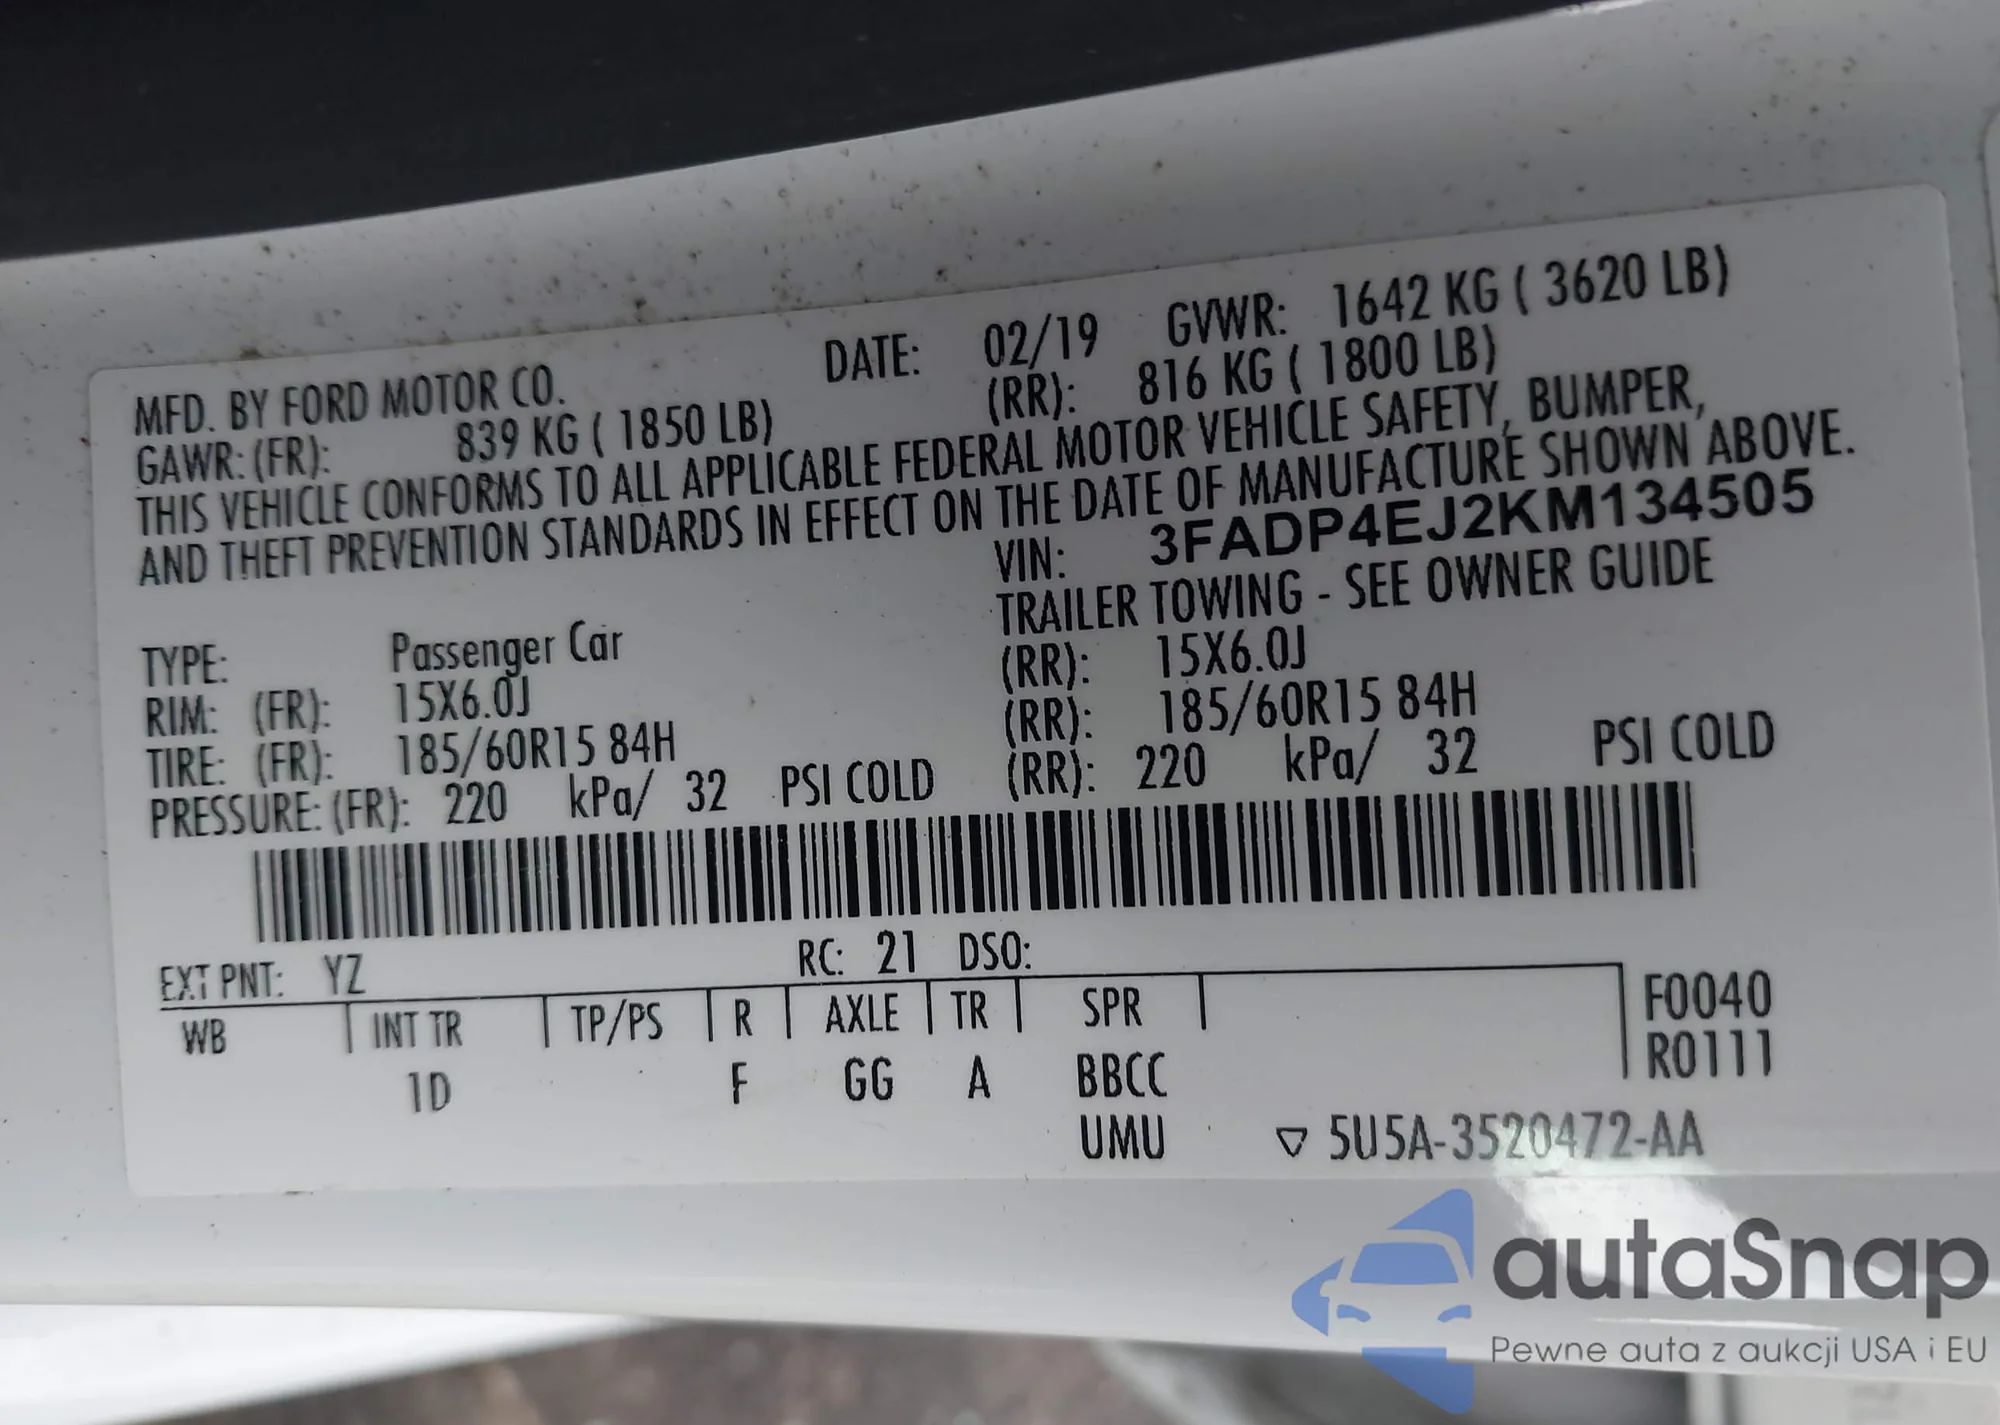 MFD. BY FORD MOTOR CO. DATE: 02/19 GVWR: 1642 KG ( 3620 LB)
GAWR: (FR): 839 KG ( 1850 LB) (RR): 816 KG ( 1800 LB)
THIS VEHICLE CONFORMS TO ALL APPLICABLE FEDERAL MOTOR VEHICLE SAFETY, BUMPER,
AND THEFT PREVENTION STANDARDS IN EFFECT ON THE DATE OF MANUFACTURE SHOWN ABOVE.
VIN: 3FADP4EJ2KM134505
TYPE: Passenger Car TRAILER TOWING - SEE OWNER GUIDE
RIM: (FR): 15X6.0J (RR): 15X6.0J
TIRE: (FR): 185/60R15 84H (RR): 185/60R15 84H
PRESSURE: (FR): 220 kPa/ 32 PSI COLD (RR): 220 kPa/ 32 PSI COLD
EXT PNT: YZ RC: 21 DSO:
WB INT TR TP/PS R AXLE TR SPR F0040
1D F GG A BBCC R0111
UMU ▽ 5U5A-3520472-AA
autaSnap
Pewne auta z aukcji USA i EU